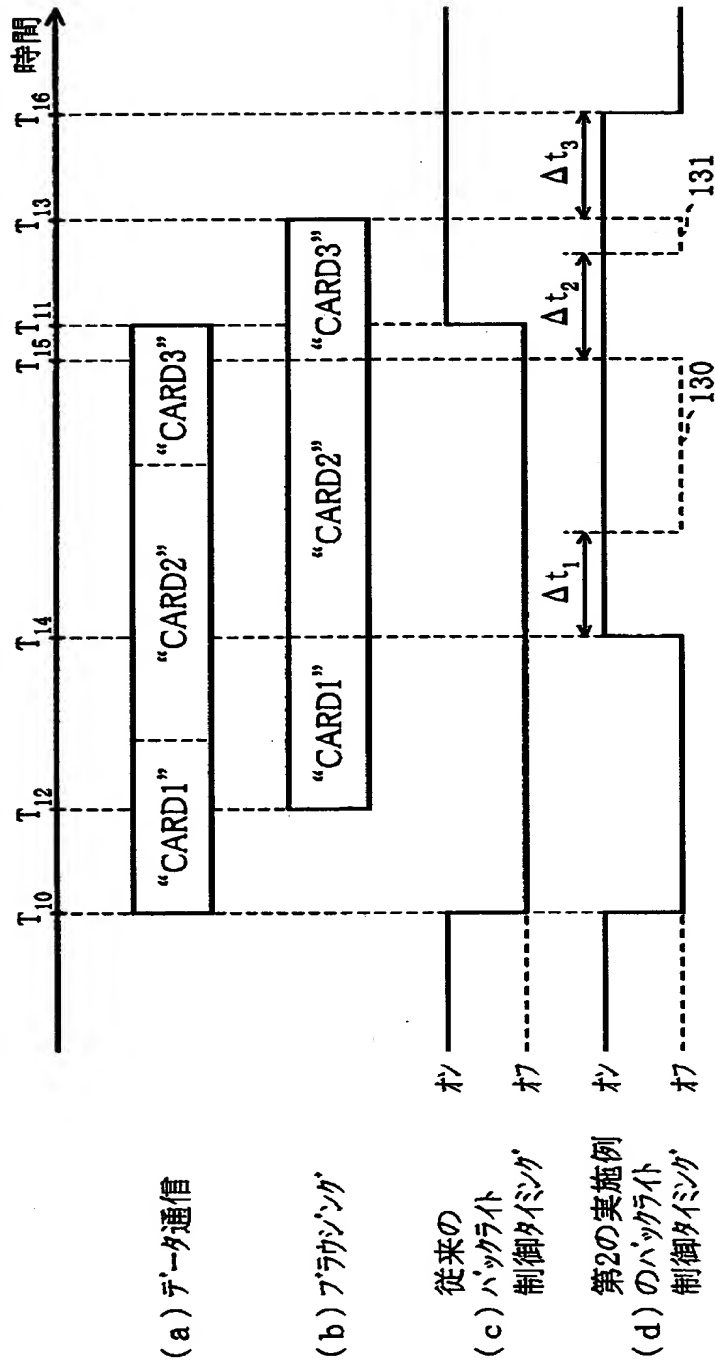 T10 T12 T14 T15 T11 T13 T16 時間
(a) データ通信
“CARD1” “CARD2” “CARD3”
(b) ブラウジング
“CARD1” “CARD2” “CARD3”
従来の
(c) バックライト
制御タイミング
オン
オフ
第2の実施例
(d) のバックライト
制御タイミング
オン
オフ
Δt1 Δt2 Δt3
130 131